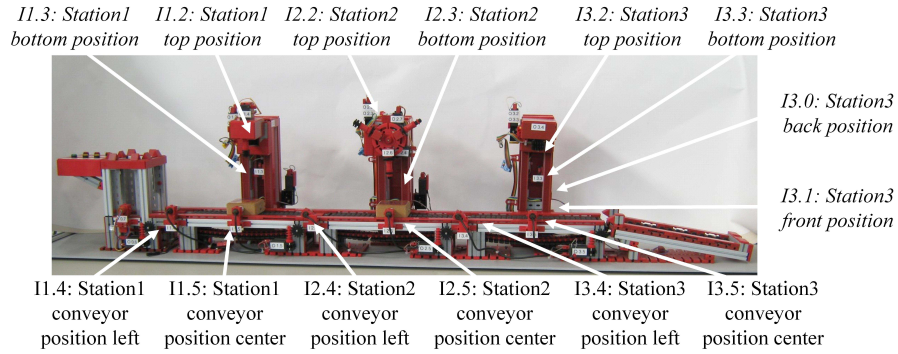 I1.3: Station1
bottom position
I1.2: Station1
top position
I2.2: Station2
top position
I2.3: Station2
bottom position
I3.2: Station3
top position
I3.3: Station3
bottom position
I3.0: Station3
back position
I3.1: Station3
front position
I1.4: Station1
conveyor
position left
I1.5: Station1
conveyor
position center
I2.4: Station2
conveyor
position left
I2.5: Station2
conveyor
position center
I3.4: Station3
conveyor
position left
I3.5: Station3
conveyor
position center